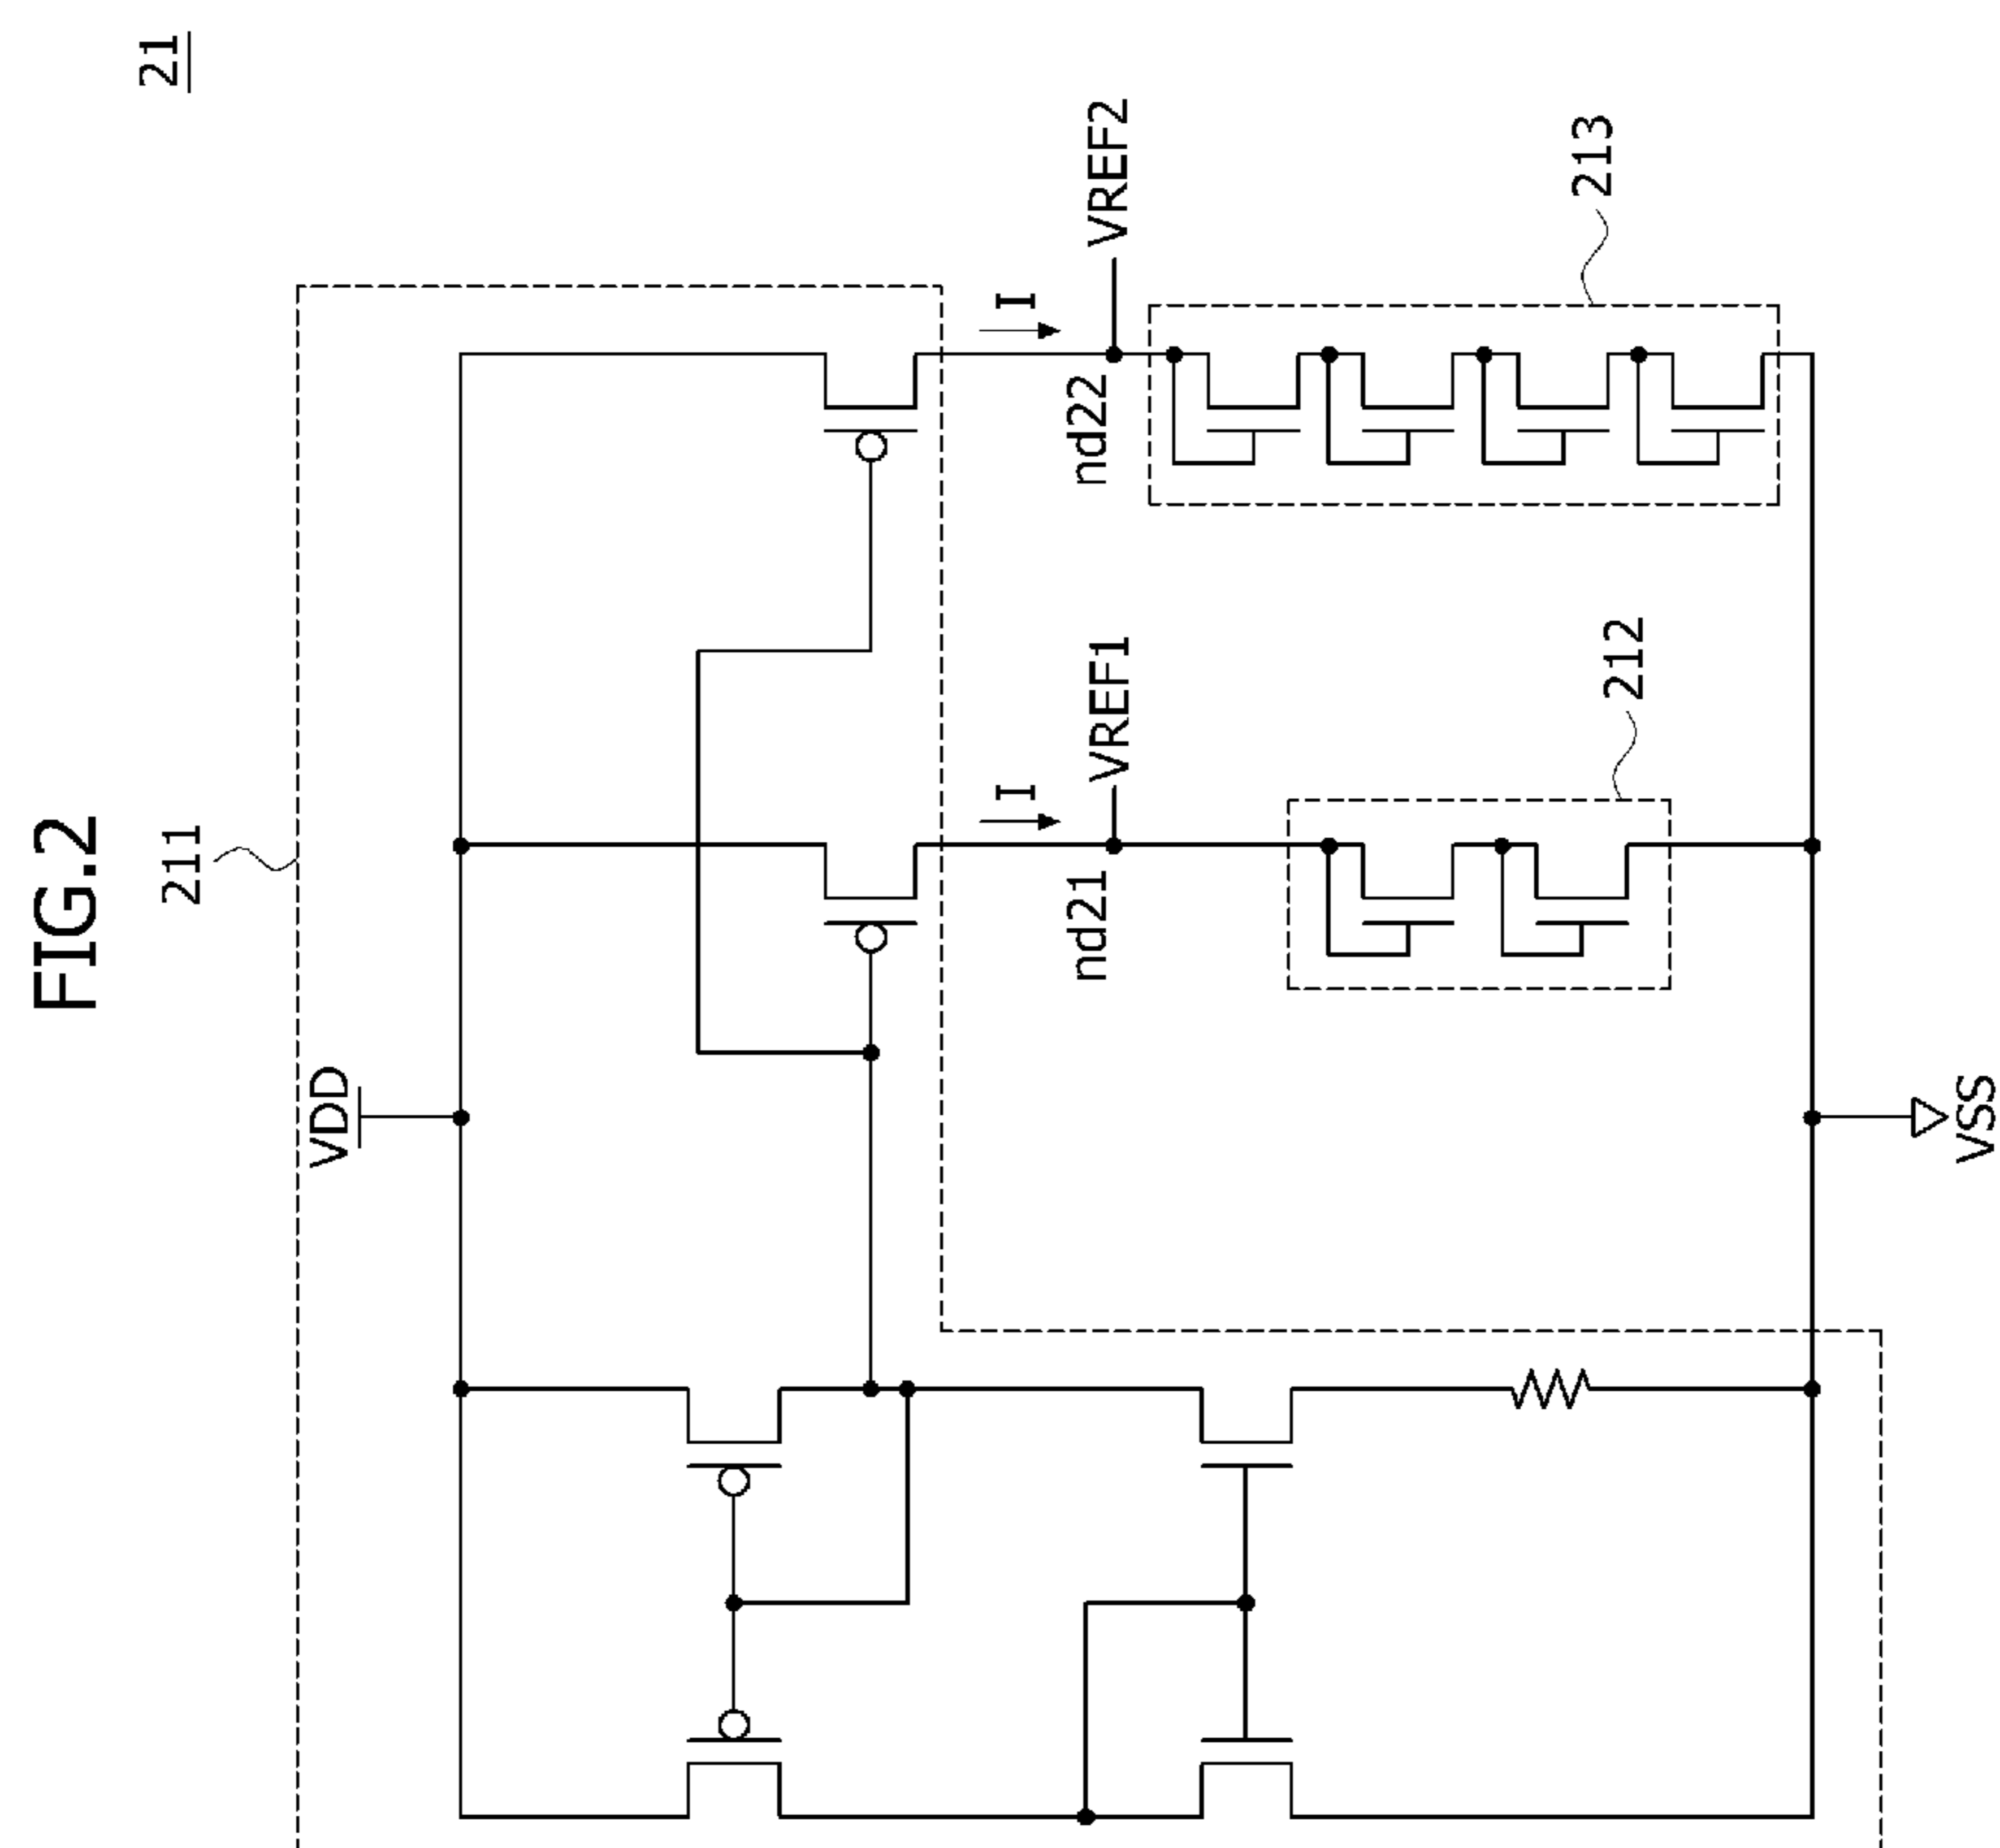 FIG.2
21
211
VDD
I
I
nd21
VREF1
nd22
VREF2
212
213
VSS